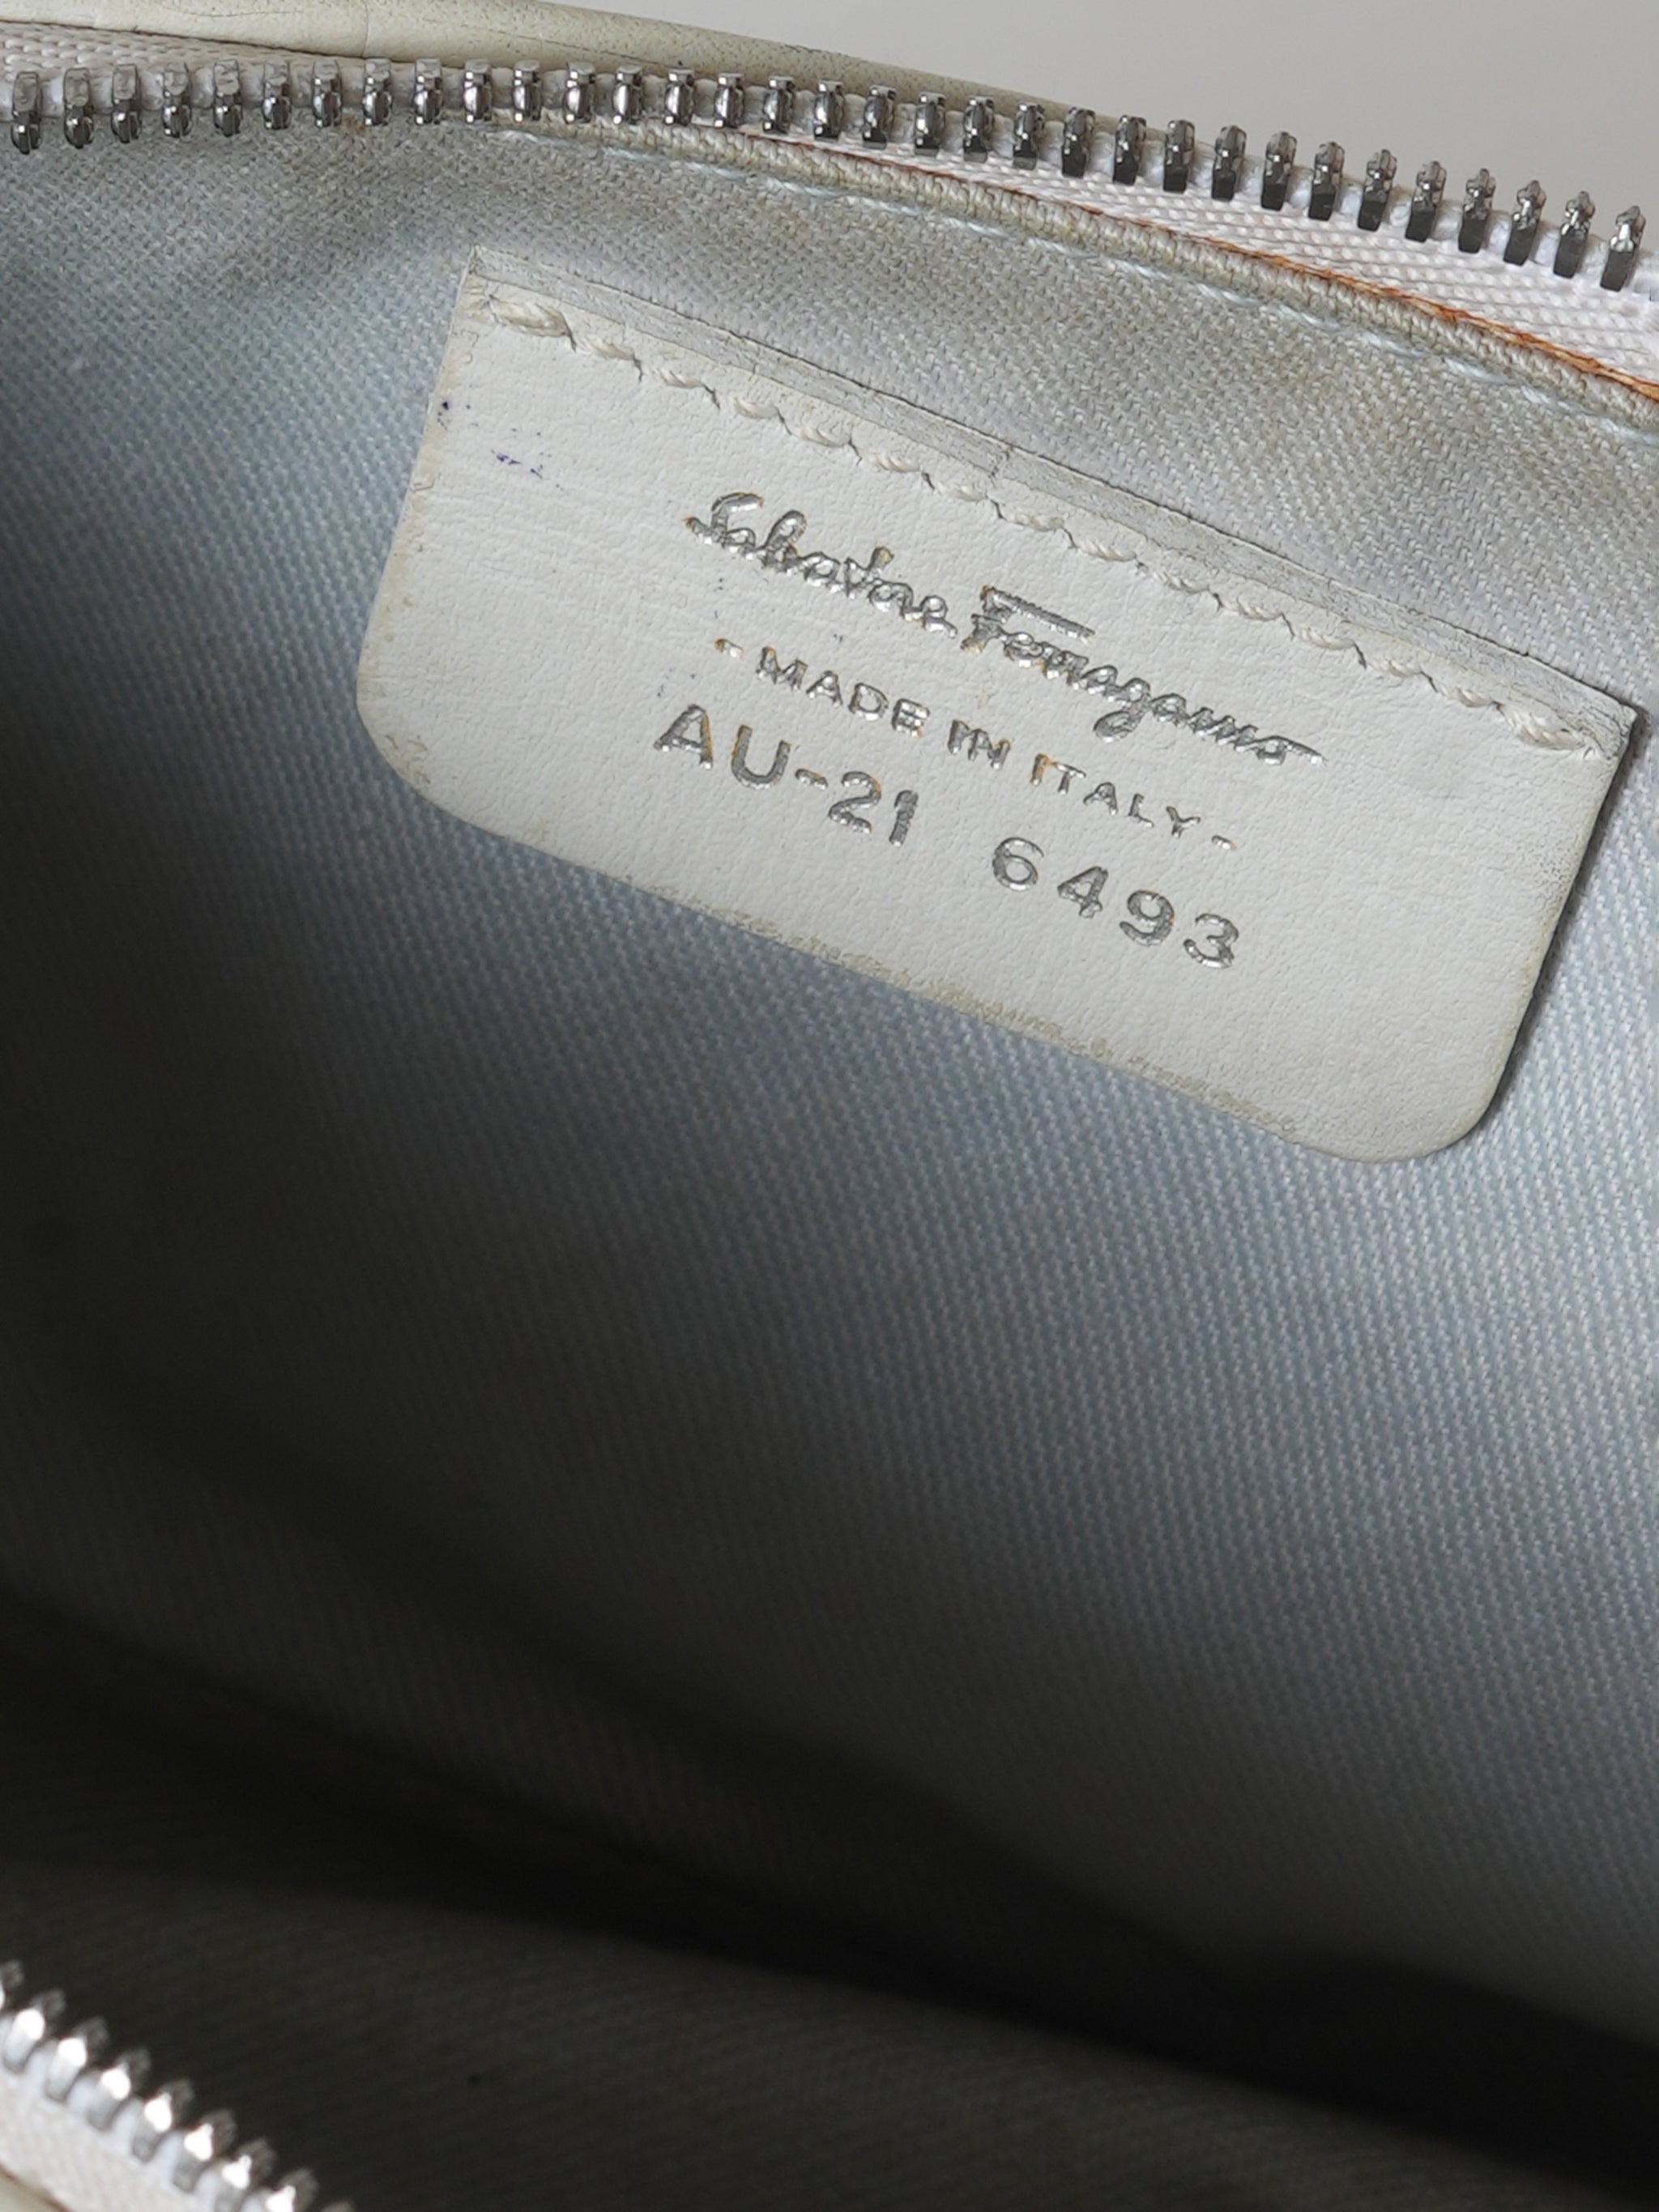 Salvatore Ferragamo
-MADE IN ITALY-
AU-21 6493